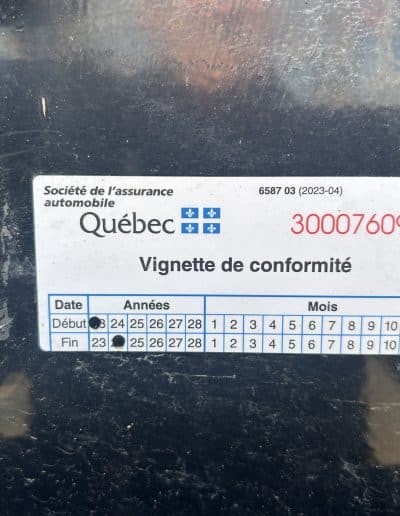 Société de l'assurance
automobile
6587 03 (2023-04)
Québec
30007609
Vignette de conformité
Date Années Mois
Début 24 25 26 27 28 1 2 3 4 5 6 7 8 9 10
Fin 23 25 26 27 28 1 2 3 4 5 6 7 8 9 10